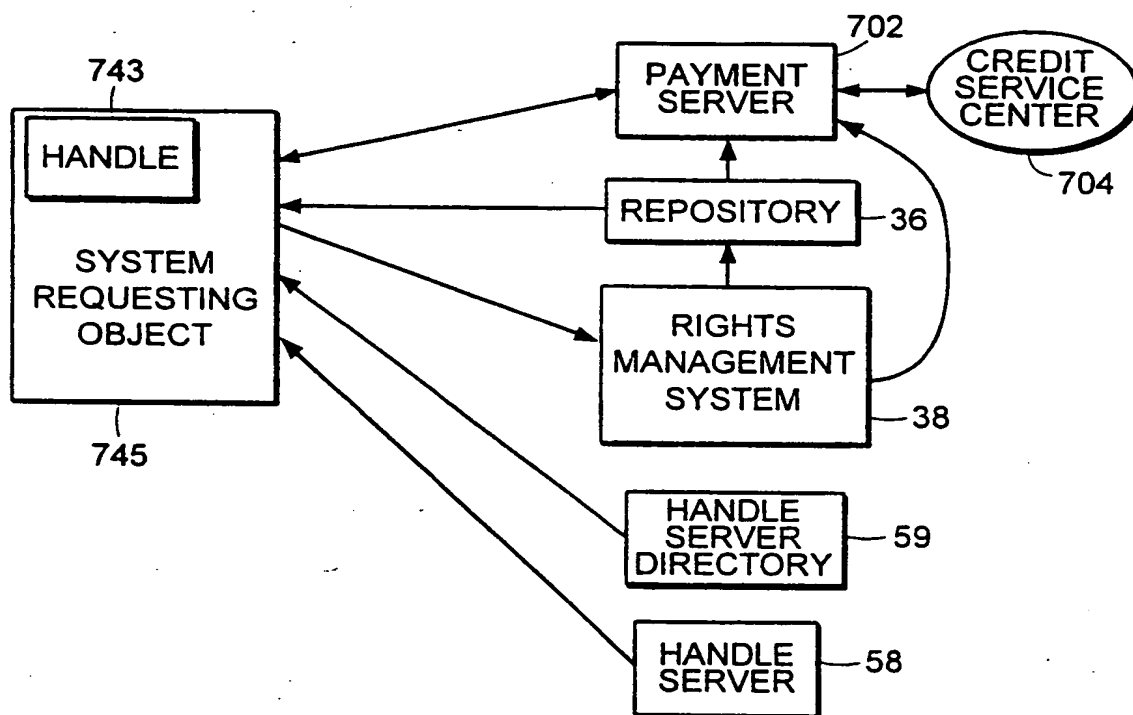 702
743
PAYMENT
SERVER
CREDIT
SERVICE
CENTER
704
HANDLE
REPOSITORY
36
SYSTEM
REQUESTING
OBJECT
745
RIGHTS
MANAGEMENT
SYSTEM
38
HANDLE
SERVER
DIRECTORY
59
HANDLE
SERVER
58